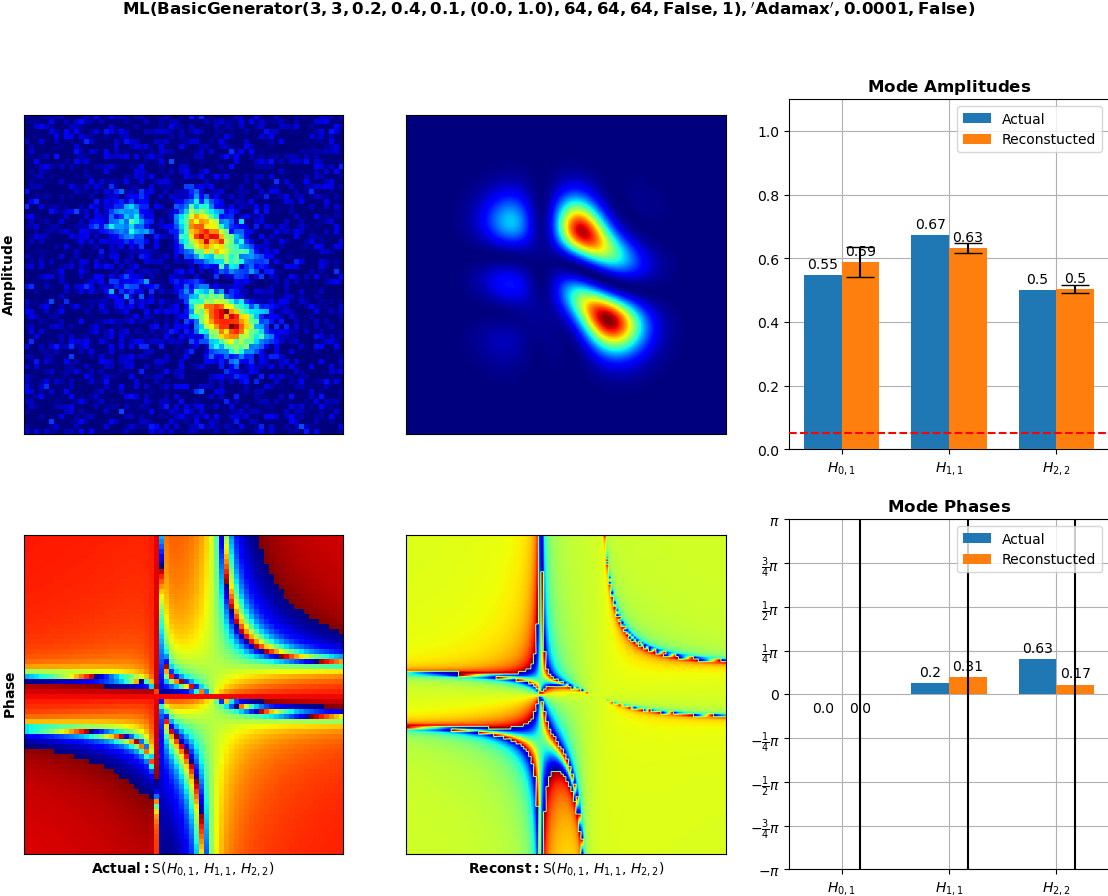 ML(BasicGenerator(3, 3, 0.2, 0.4, 0.1, (0.0, 1.0), 64, 64, 64, False, 1), ′Adamax′, 0.0001, False)
Amplitude
Mode Amplitudes
Actual
Reconstucted
1.0
0.8
0.6
0.4
0.2
0.0
0.55
0.59
0.67
0.63
0.5
0.5
H0, 1
H1, 1
H2, 2
Phase
Actual: S(H0, 1, H1, 1, H2, 2)
Reconst: S(H0, 1, H1, 1, H2, 2)
Mode Phases
Actual
Reconstucted
π
3/4π
1/2π
1/4π
0
−1/4π
−1/2π
−3/4π
−π
0.0
0.0
0.2
0.31
0.63
0.17
H0, 1
H1, 1
H2, 2